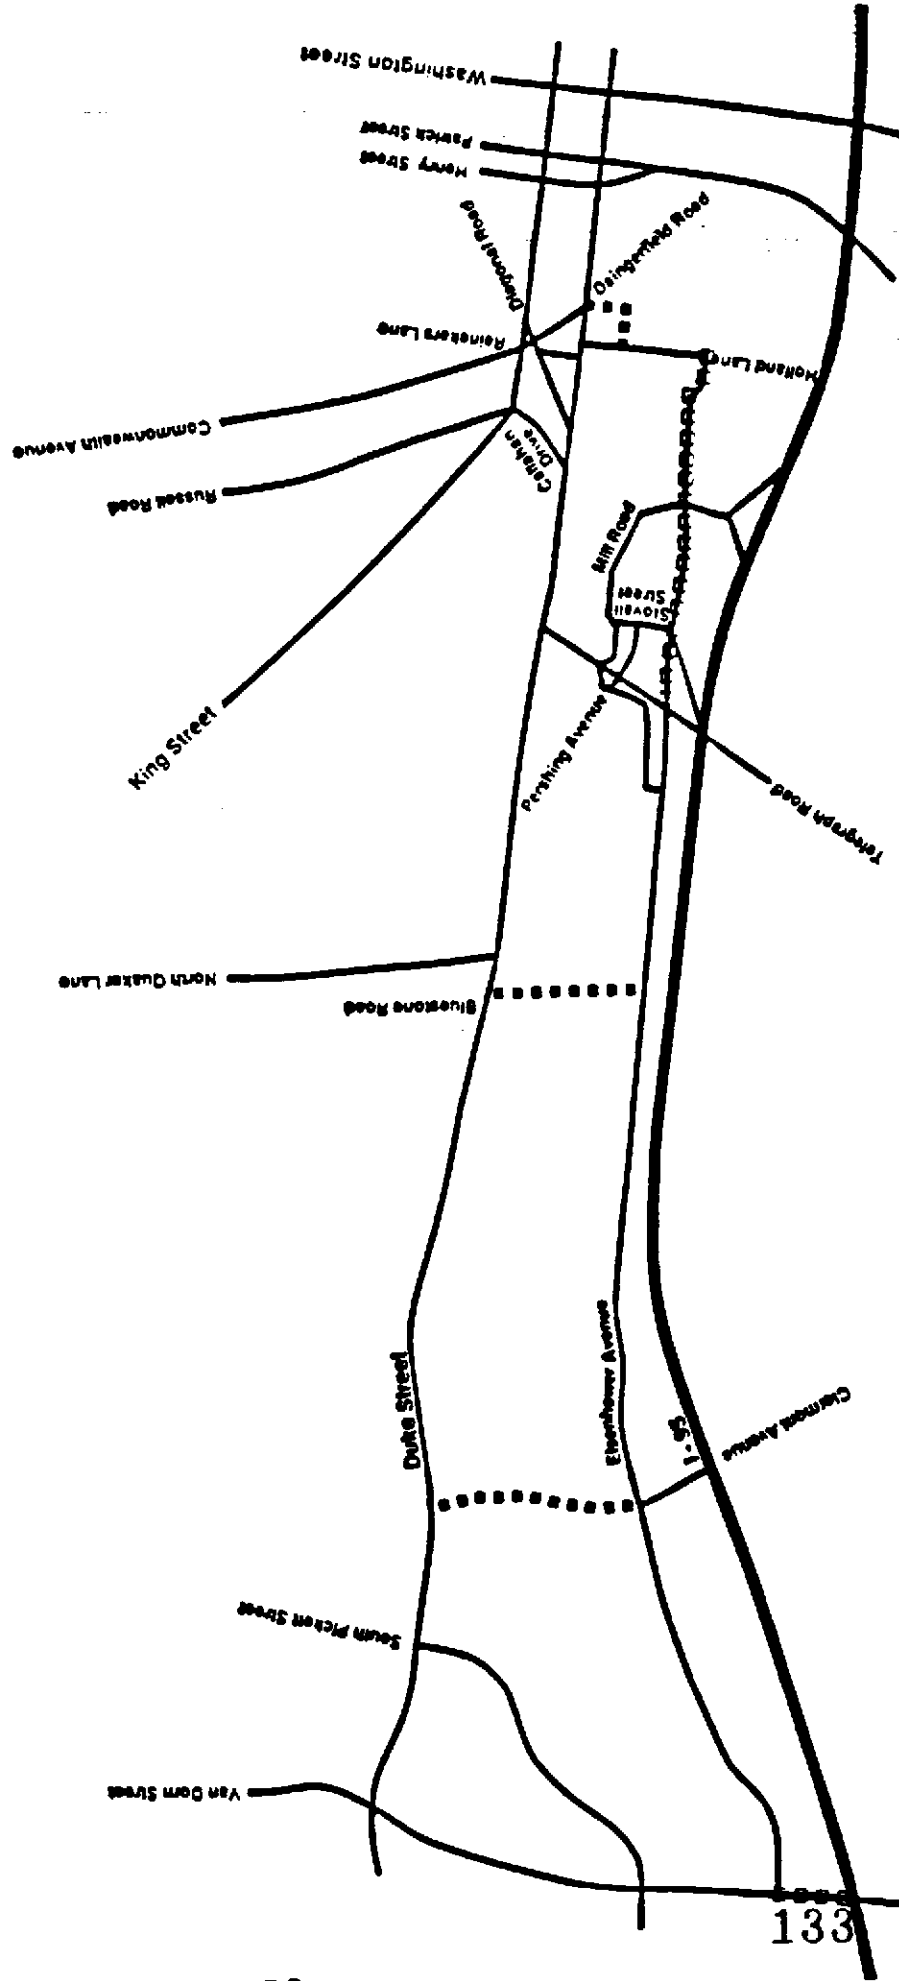 Washington Street
Patrick Street
Henry Street
Diagonal Road
Daingerfield Road
Reinekers Lane
Holland Lane
Commonwealth Avenue
Callahan
Drive
Russell Road
Mill Road
Stovall
Street
King Street
Pershing Avenue
Telegraph Road
North Quaker Lane
Bluestone Road
Duke Street
Eisenhower Avenue
I-95
Clermont Avenue
South Pickett Street
Van Dorn Street
133